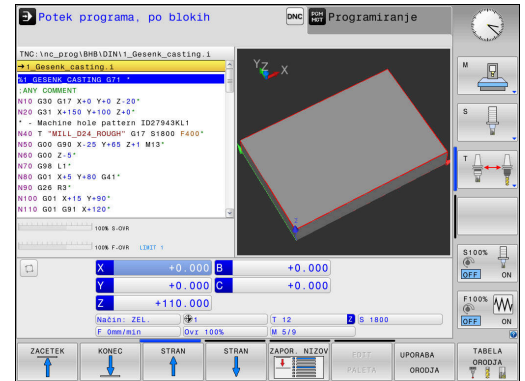 Potek programa, po blokih
DNC
PGM MGT
Programiranje
TNC:\nc_prog\BHB\DIN\1_Gesenk_casting.i
→1_Gesenk_casting.i
%1_GESENK_CASTING G71 *
;ANY COMMENT
N10 G30 G17 X+0 Y+0 Z-20*
N20 G31 X+150 Y+100 Z+0*
* - Machine hole pattern ID27943KL1
N40 T "MILL_D24_ROUGH" G17 S1800 F400*
N50 G00 G90 X-25 Y+65 Z+1 M13*
N60 G00 Z-5*
N70 G98 L1*
N80 G01 X+5 Y+80 G41*
N90 G26 R3*
N100 G01 X+15 Y+90*
N110 G01 G91 X+120*
Y Z X
Z
100% S-OVR
100% F-OVR LIMIT 1
X +0.000 B +0.000
Y +0.000 C +0.000
Z +110.000
Način: ZEL. 1 T 12 Z S 1800
F 0mm/min Ovr 100% M 5/9
M
S
T
S100%
OFF ON
F100%
OFF ON
ZACETEK
KONEC
STRAN
STRAN
ZAPOR. NIZOV
EDIT
PALETA
UPORABA
ORODJA
TABELA
ORODJA